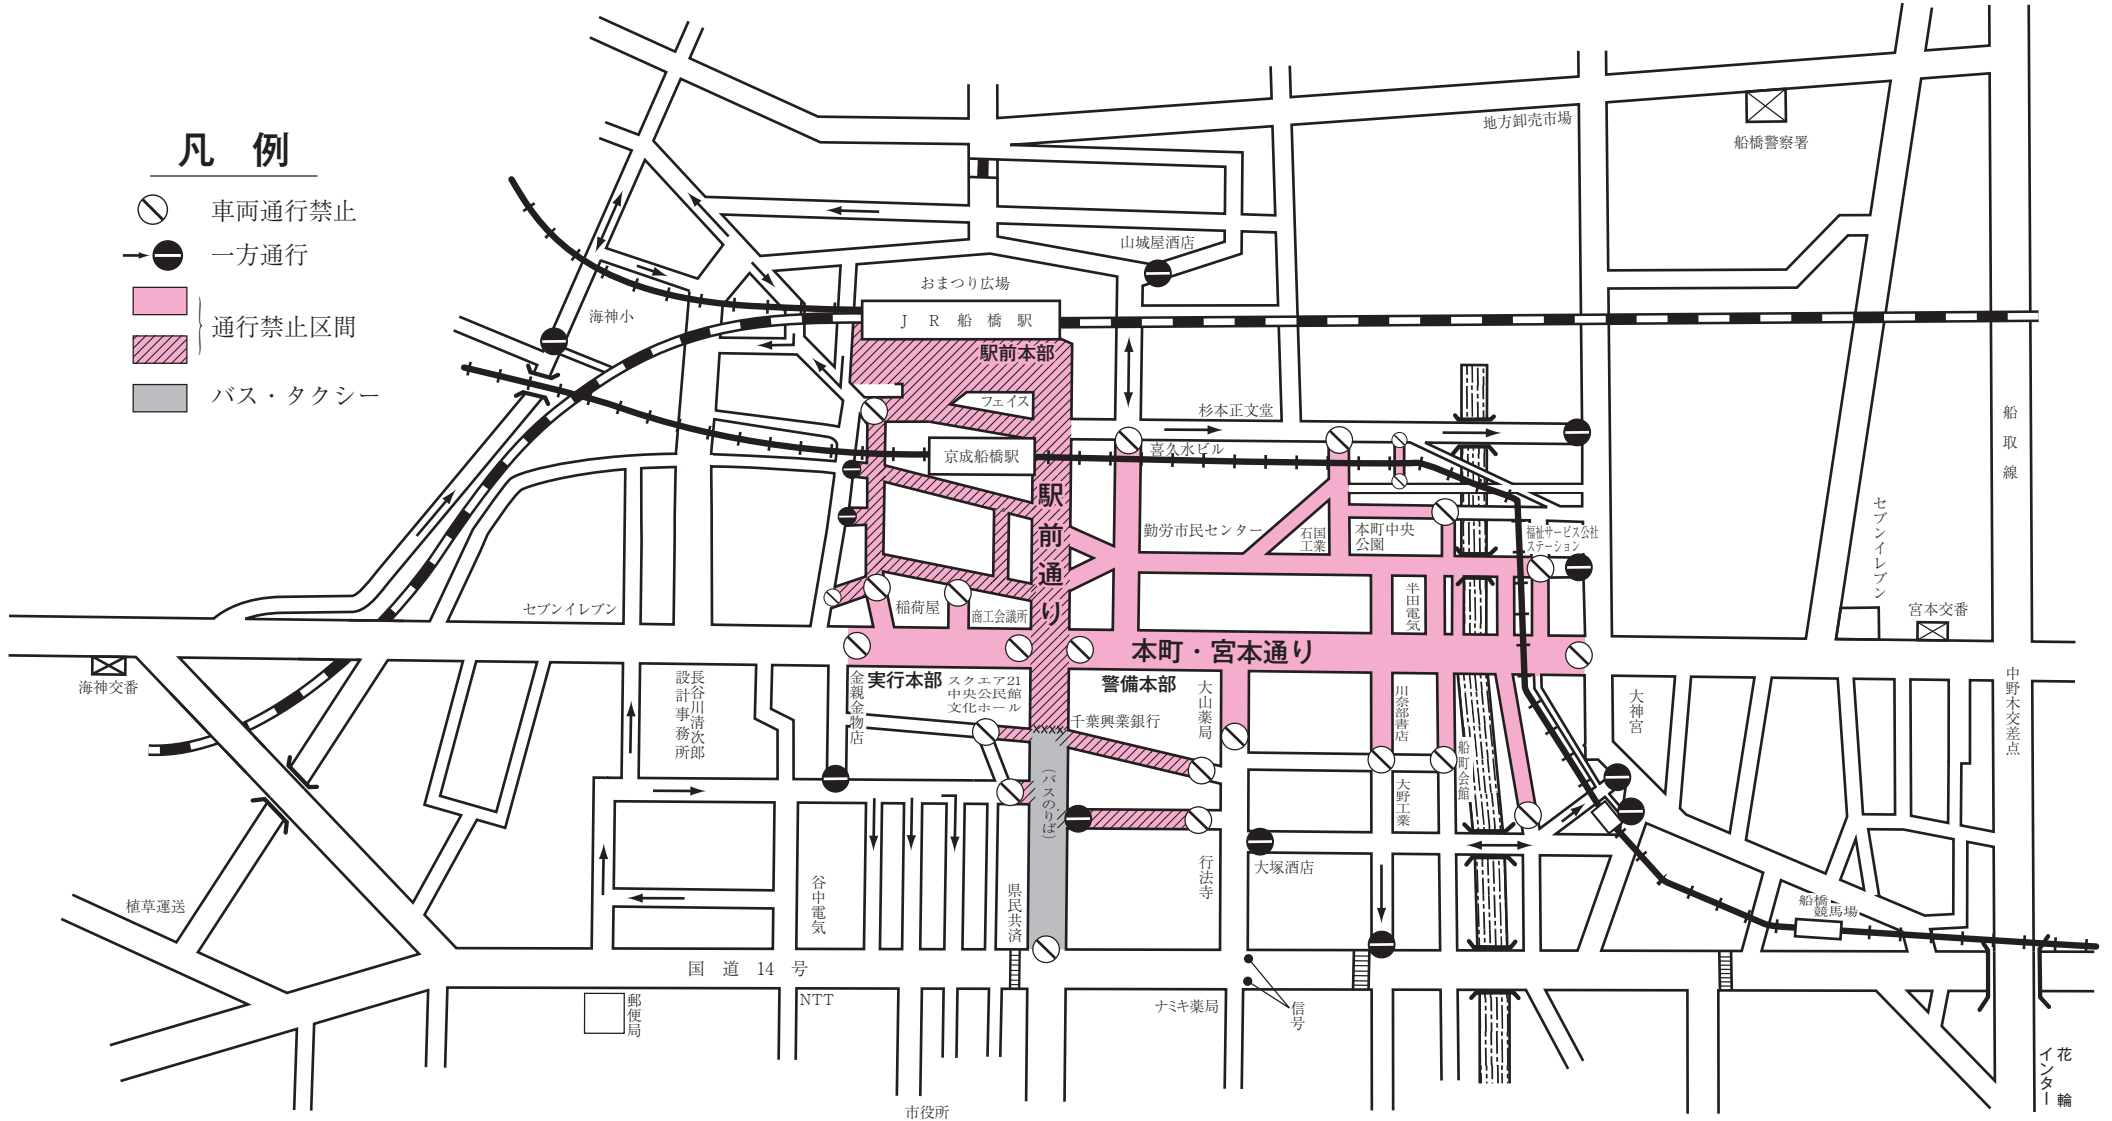 凡　例
車両通行禁止
一方通行
通行禁止区間
バス・タクシー
地方卸売市場
船橋警察署
山城屋酒店
おまつり広場
海神小
ＪＲ船橋駅
駅前本部
フェイス
杉本正文堂
喜久水ビル
京成船橋駅
船取線
駅前通り
勤労市民センター
石国
工業
本町中央
公園
福祉サービス公社
ステーション
セブンイレブン
半田電気
セブンイレブン
稲荷屋
商工会議所
宮本交番
本町・宮本通り
海神交番
長谷川清次郎
設計事務所
金親金物店
実行本部
スクエア21
中央公民館
文化ホール
警備本部
千葉興業銀行
大山薬局
川奈部書店
大神宮
中野木交差点
船町会館
(バスのりば)
大野工業
行法寺
大塚酒店
谷中電気
県民共済
植草運送
船橋
競馬場
国道14号
NTT
郵便局
ナミキ薬局
信号
花輪
インター
市役所